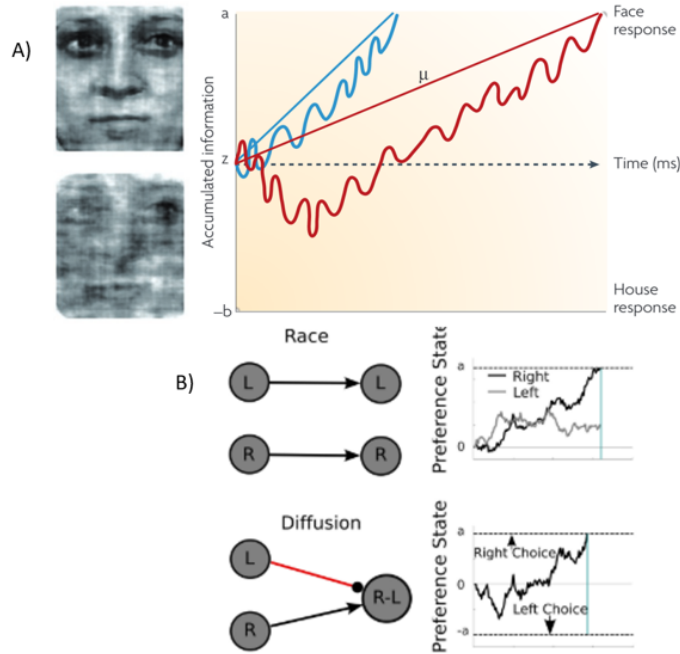 A)
a
Accumulated information
z
-b
μ
Face
response
Time (ms)
House
response
B)
Race
L
L
R
R
Preference State
a
0
Right
Left
Diffusion
L
R
R-L
Preference State
a
0
-a
Right Choice
Left Choice